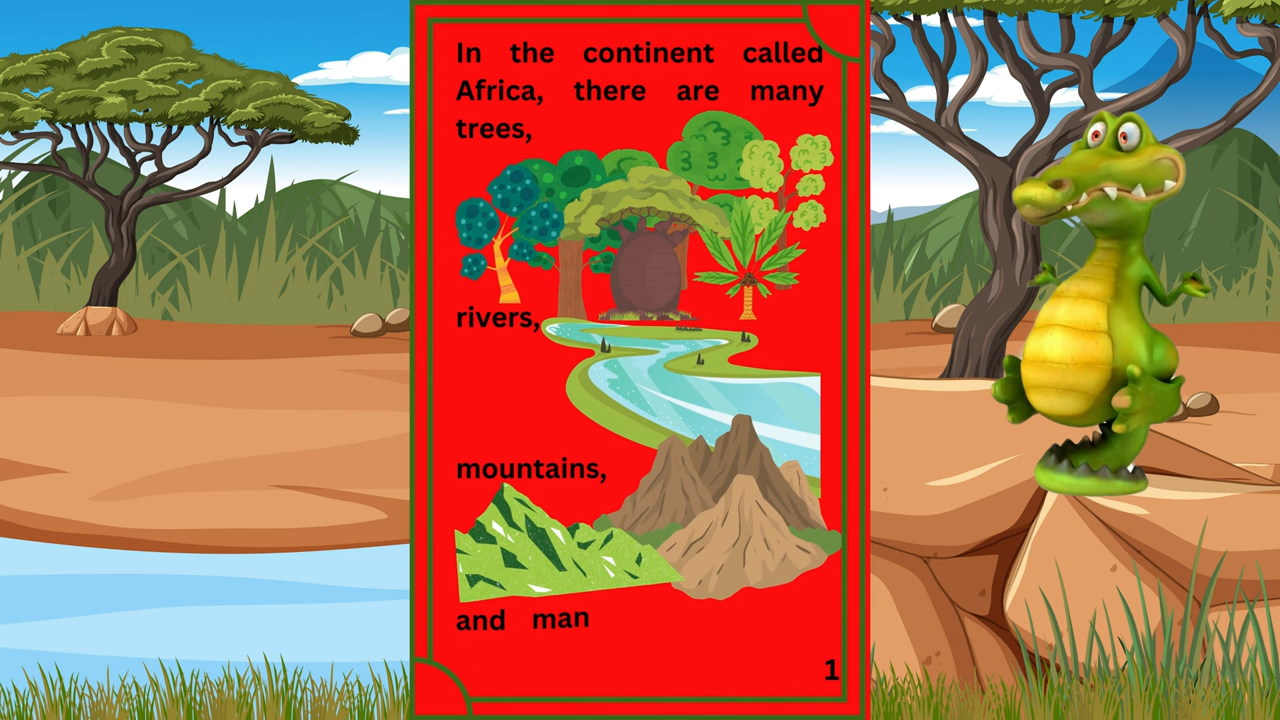 In the continent called
Africa, there are many
trees,
rivers,
mountains,
and man
1